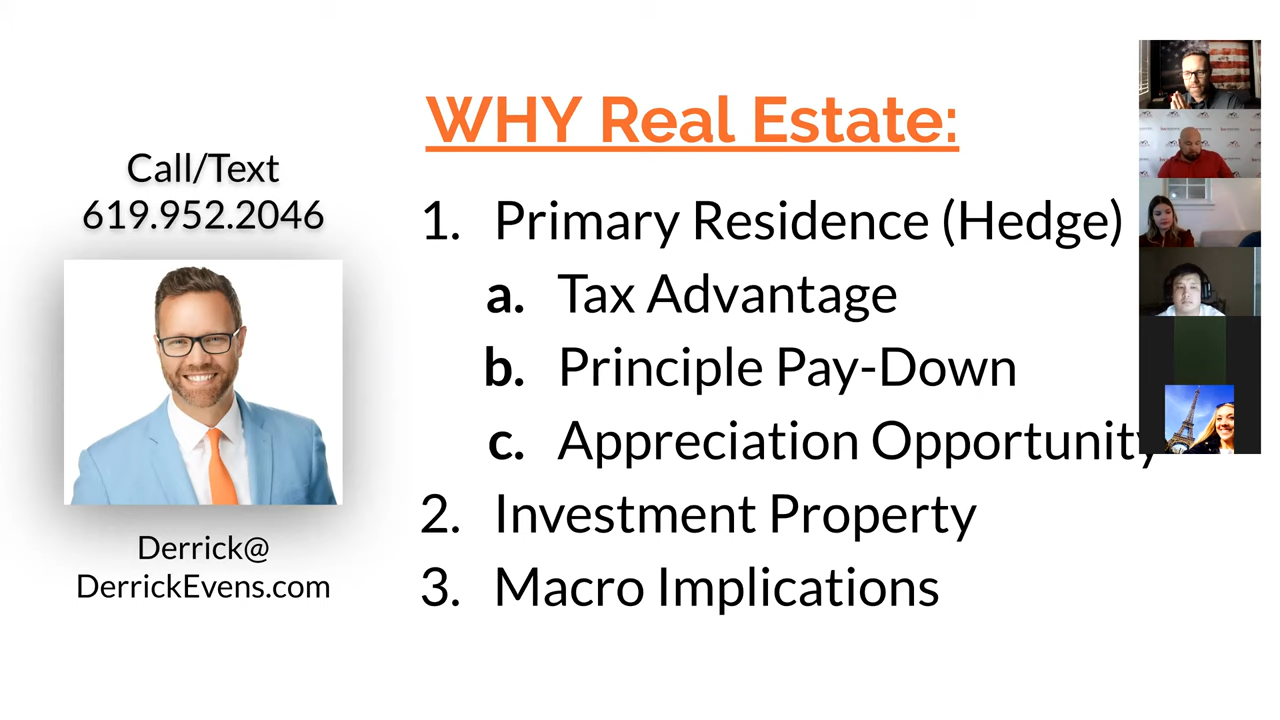 WHY Real Estate:
Call/Text
619.952.2046
Derrick@
DerrickEvens.com
1. Primary Residence (Hedge)
a. Tax Advantage
b. Principle Pay-Down
c. Appreciation Opportunity
2. Investment Property
3. Macro Implications